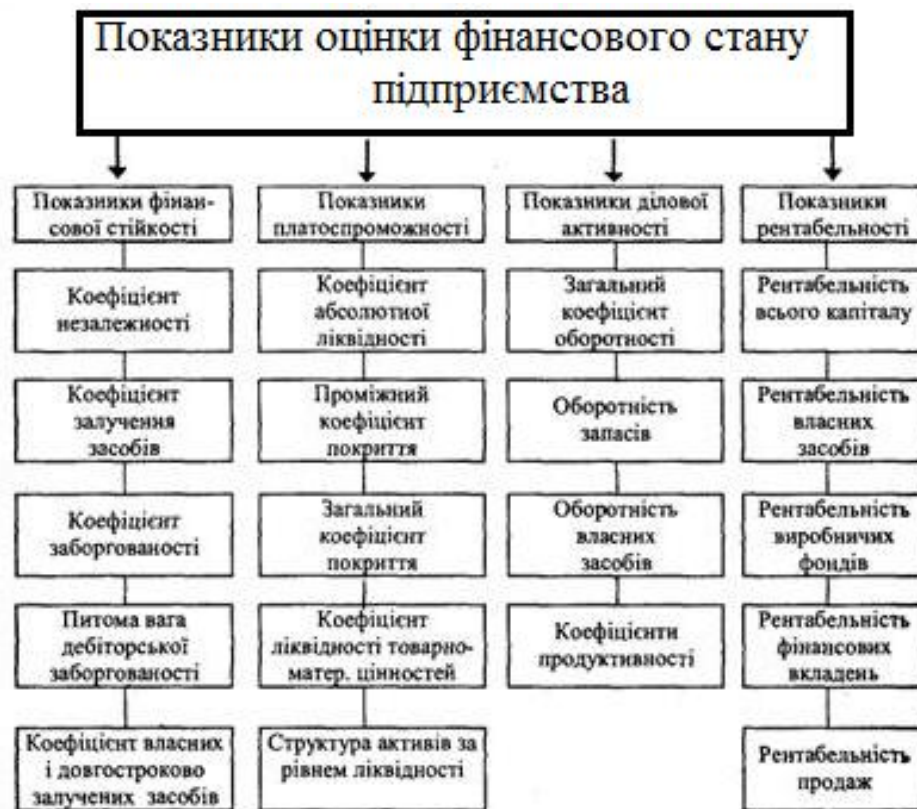 Показники оцінки фінансового стану
підприємства
Показники фінан-
сової стійкості
Коефіцієнт
незалежності
Коефіцієнт
залучення
засобів
Коефіцієнт
заборгованості
Питома вага
дебіторської
заборгованості
Коефіцієнт власних
і довгостроково
залучених засобів
Показники
платоспроможності
Коефіцієнт
абсолютної
ліквідності
Проміжний
коефіцієнт
покриття
Загальний
коефіцієнт
покриття
Коефіцієнт
ліквідності товарно-
матер. цінностей
Структура активів за
рівнем ліквідності
Показники ділової
активності
Загальний
коефіцієнт
оборотності
Оборотність
запасів
Оборотність
власних
засобів
Коефіцієнти
продуктивності
Показники
рентабельності
Рентабельність
всього капіталу
Рентабельність
власних
засобів
Рентабельність
виробничих
фондів
Рентабельність
фінансових
вкладень
Рентабельність
продаж